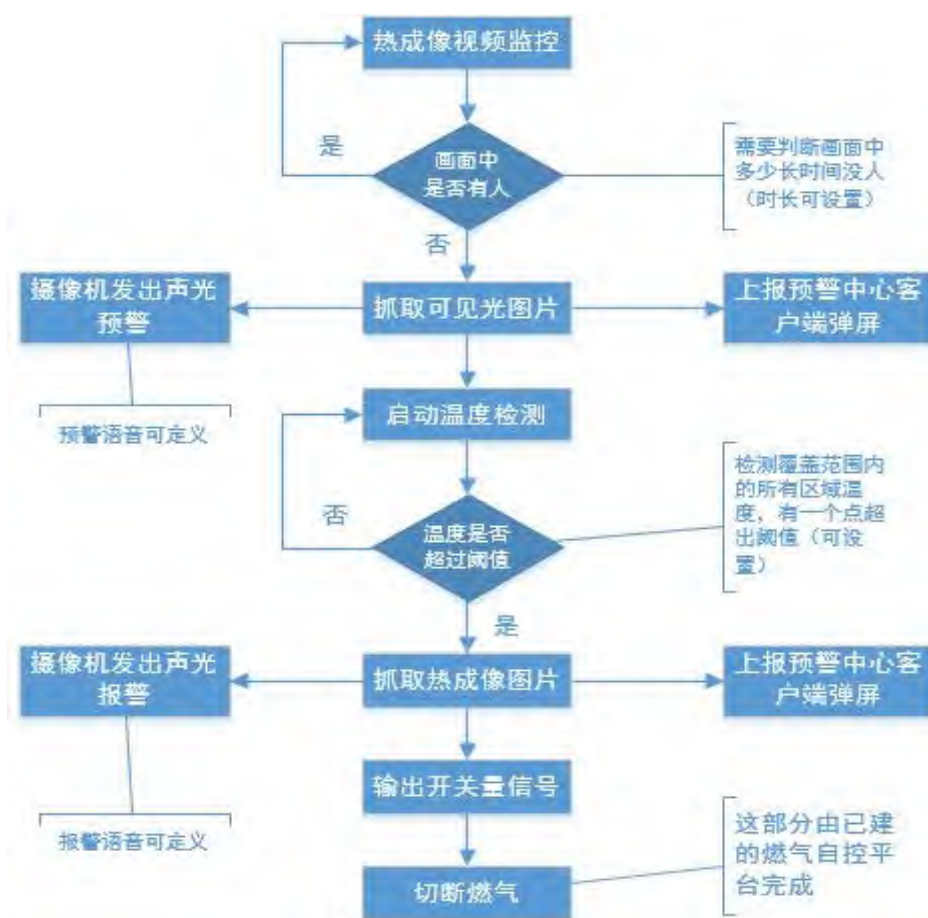 热成像视频监控
是
画面中
是否有人
需要判断画面中
多少长时间没人
（时长可设置）
否
摄像机发出声光
预警
抓取可见光图片
上报预警中心客
户端弹屏
预警语音可定义
启动温度检测
否
温度是否
超过阈值
检测覆盖范围内
的所有区域温
度，有一个点超
出阈值（可设
置）
是
摄像机发出声光
报警
抓取热成像图片
上报预警中心客
户端弹屏
报警语音可定义
输出开关量信号
切断燃气
这部分由已建
的燃气自控平
台完成